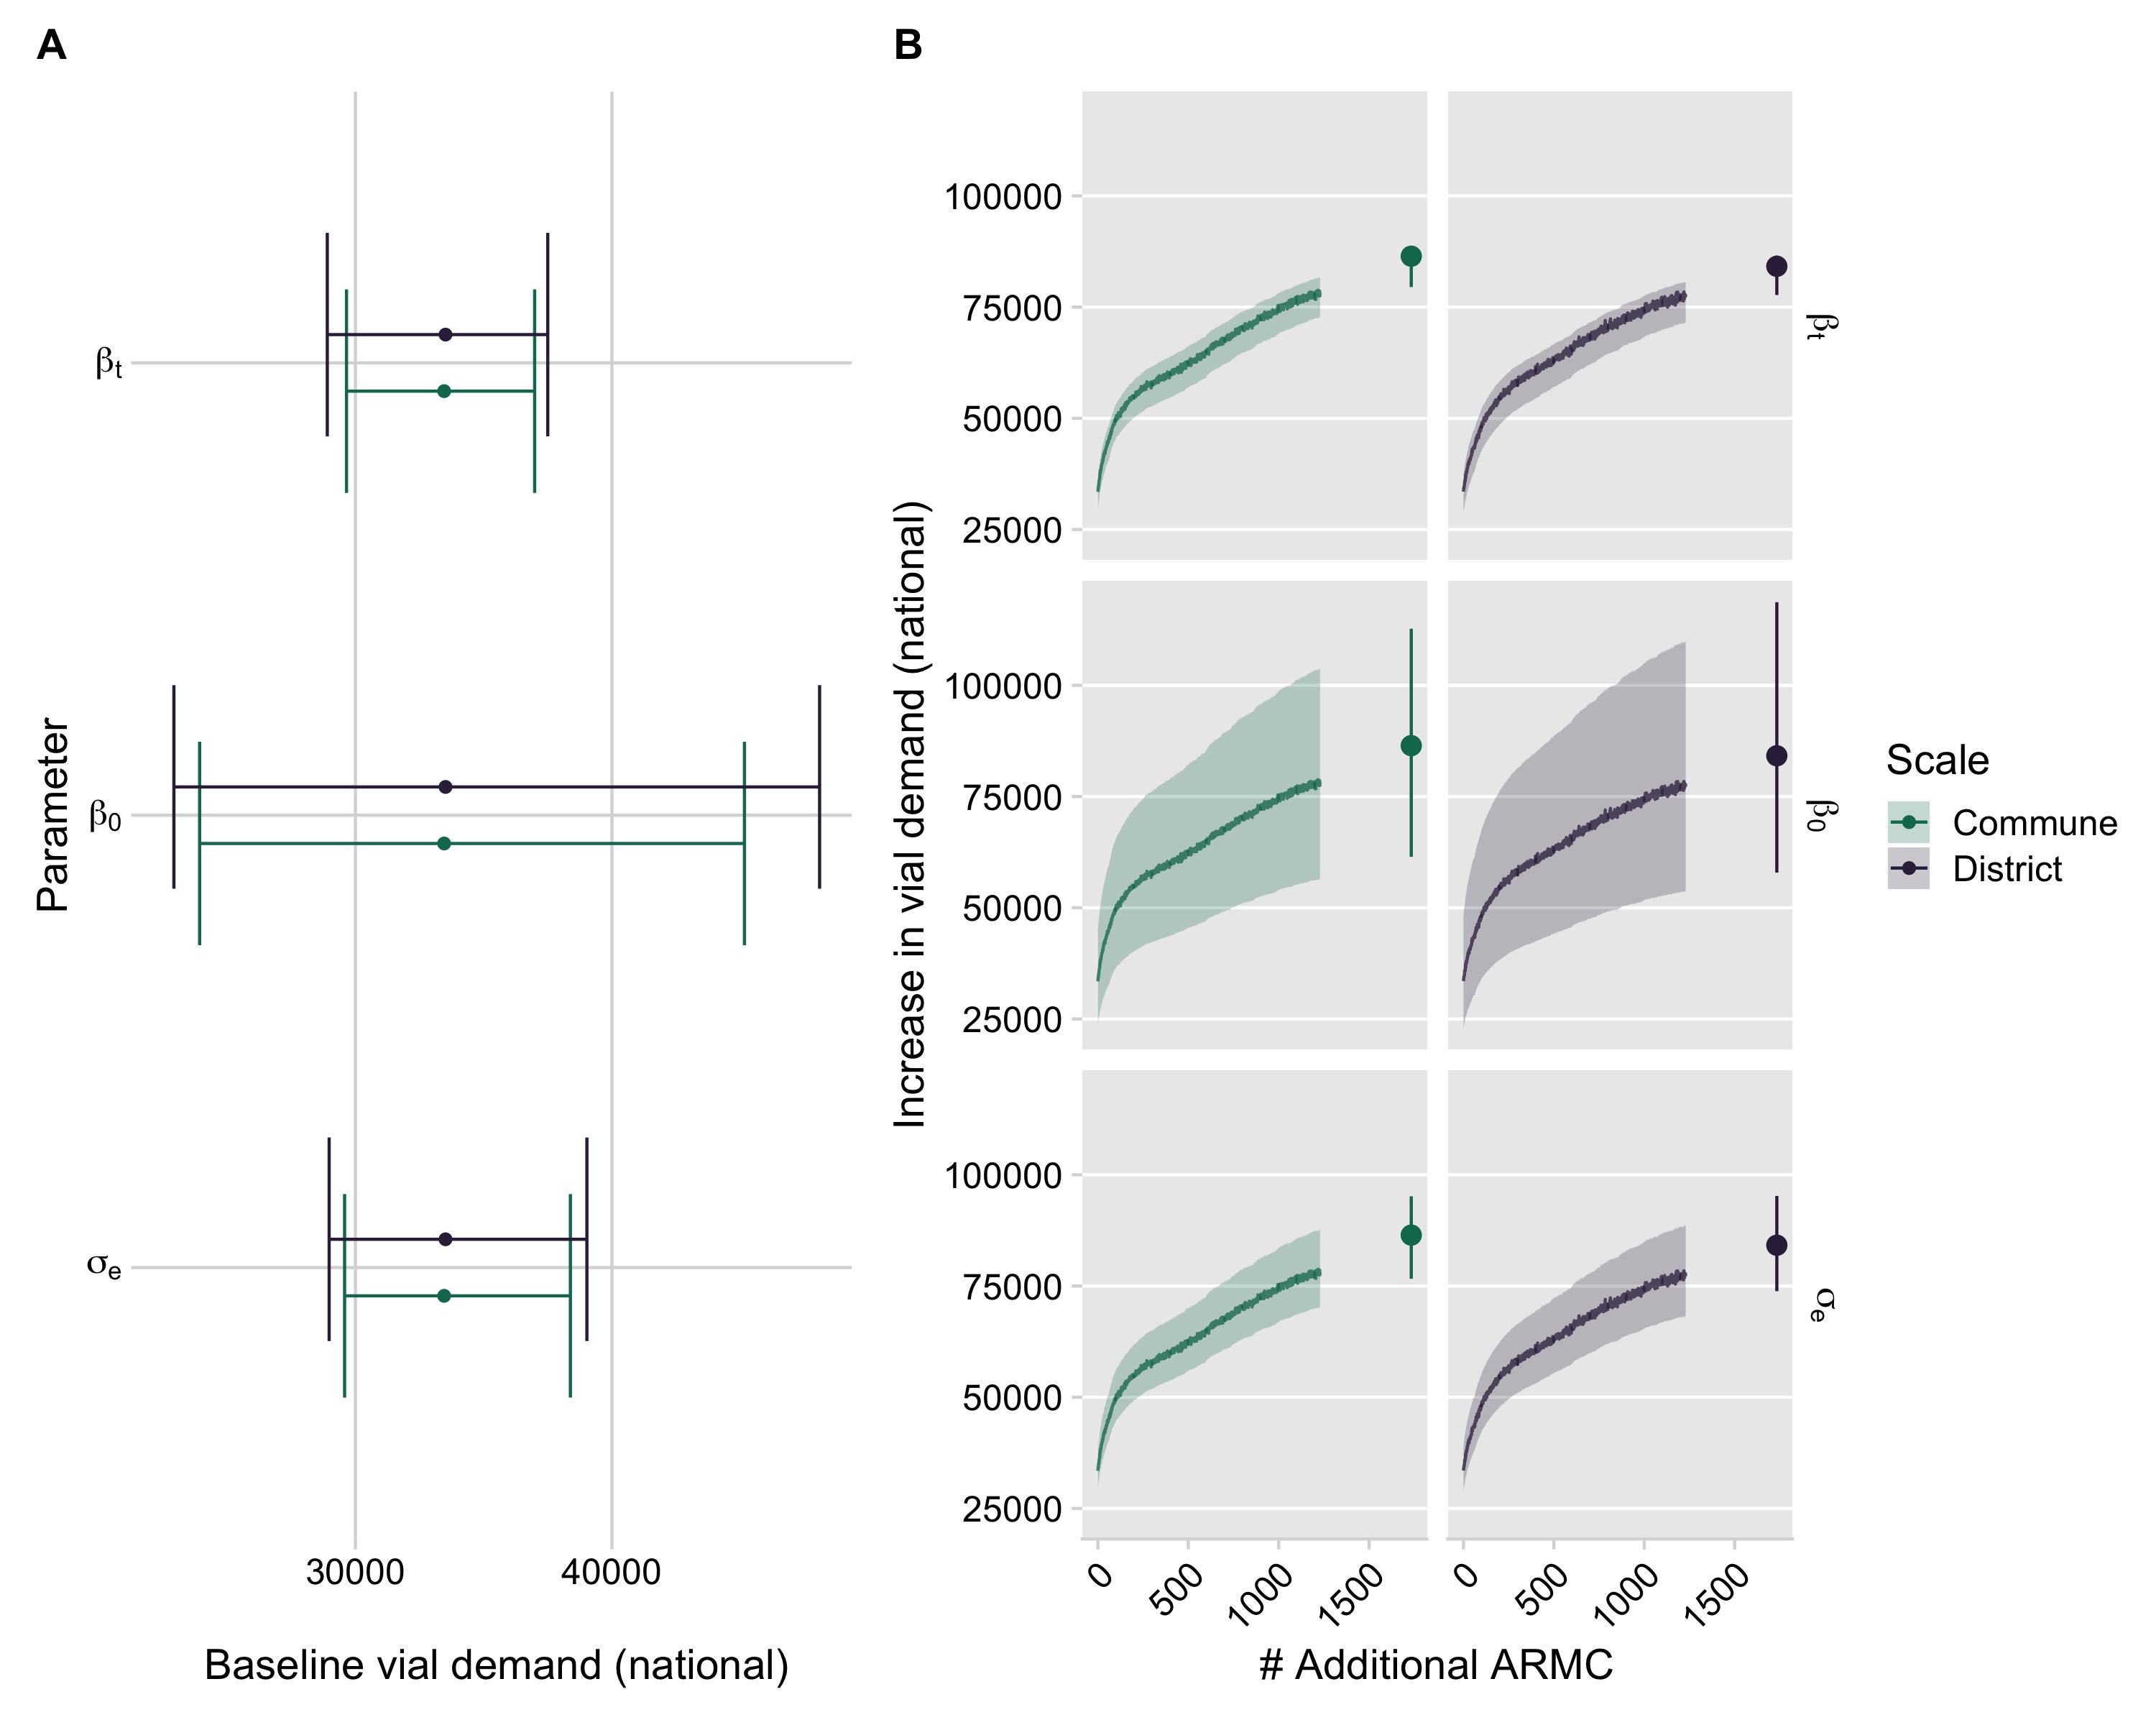 A
Parameter
βt
β0
σe
30000 40000
Baseline vial demand (national)
B
Increase in vial demand (national)
100000
75000
50000
25000
βt
100000
75000
50000
25000
β0
100000
75000
50000
25000
σe
0 500 1000 1500 0 500 1000 1500
# Additional ARMC
Scale
Commune
District